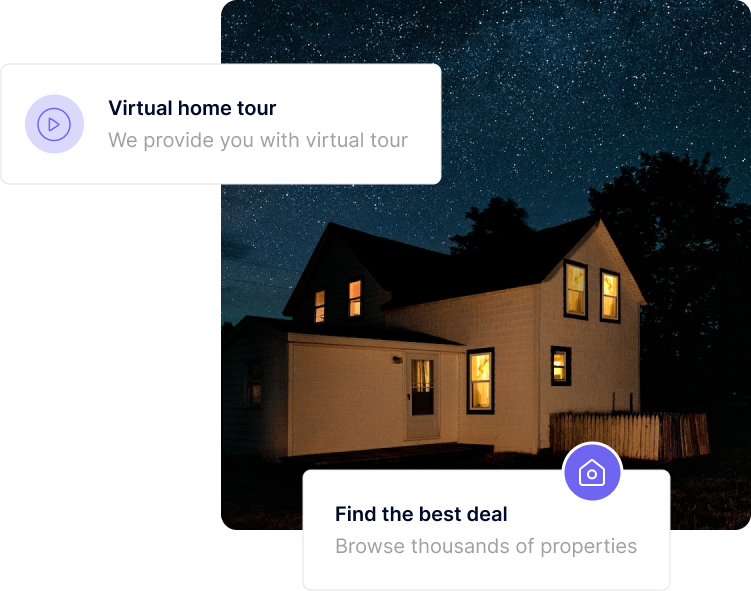 Virtual home tour
We provide you with virtual tour
Find the best deal
Browse thousands of properties